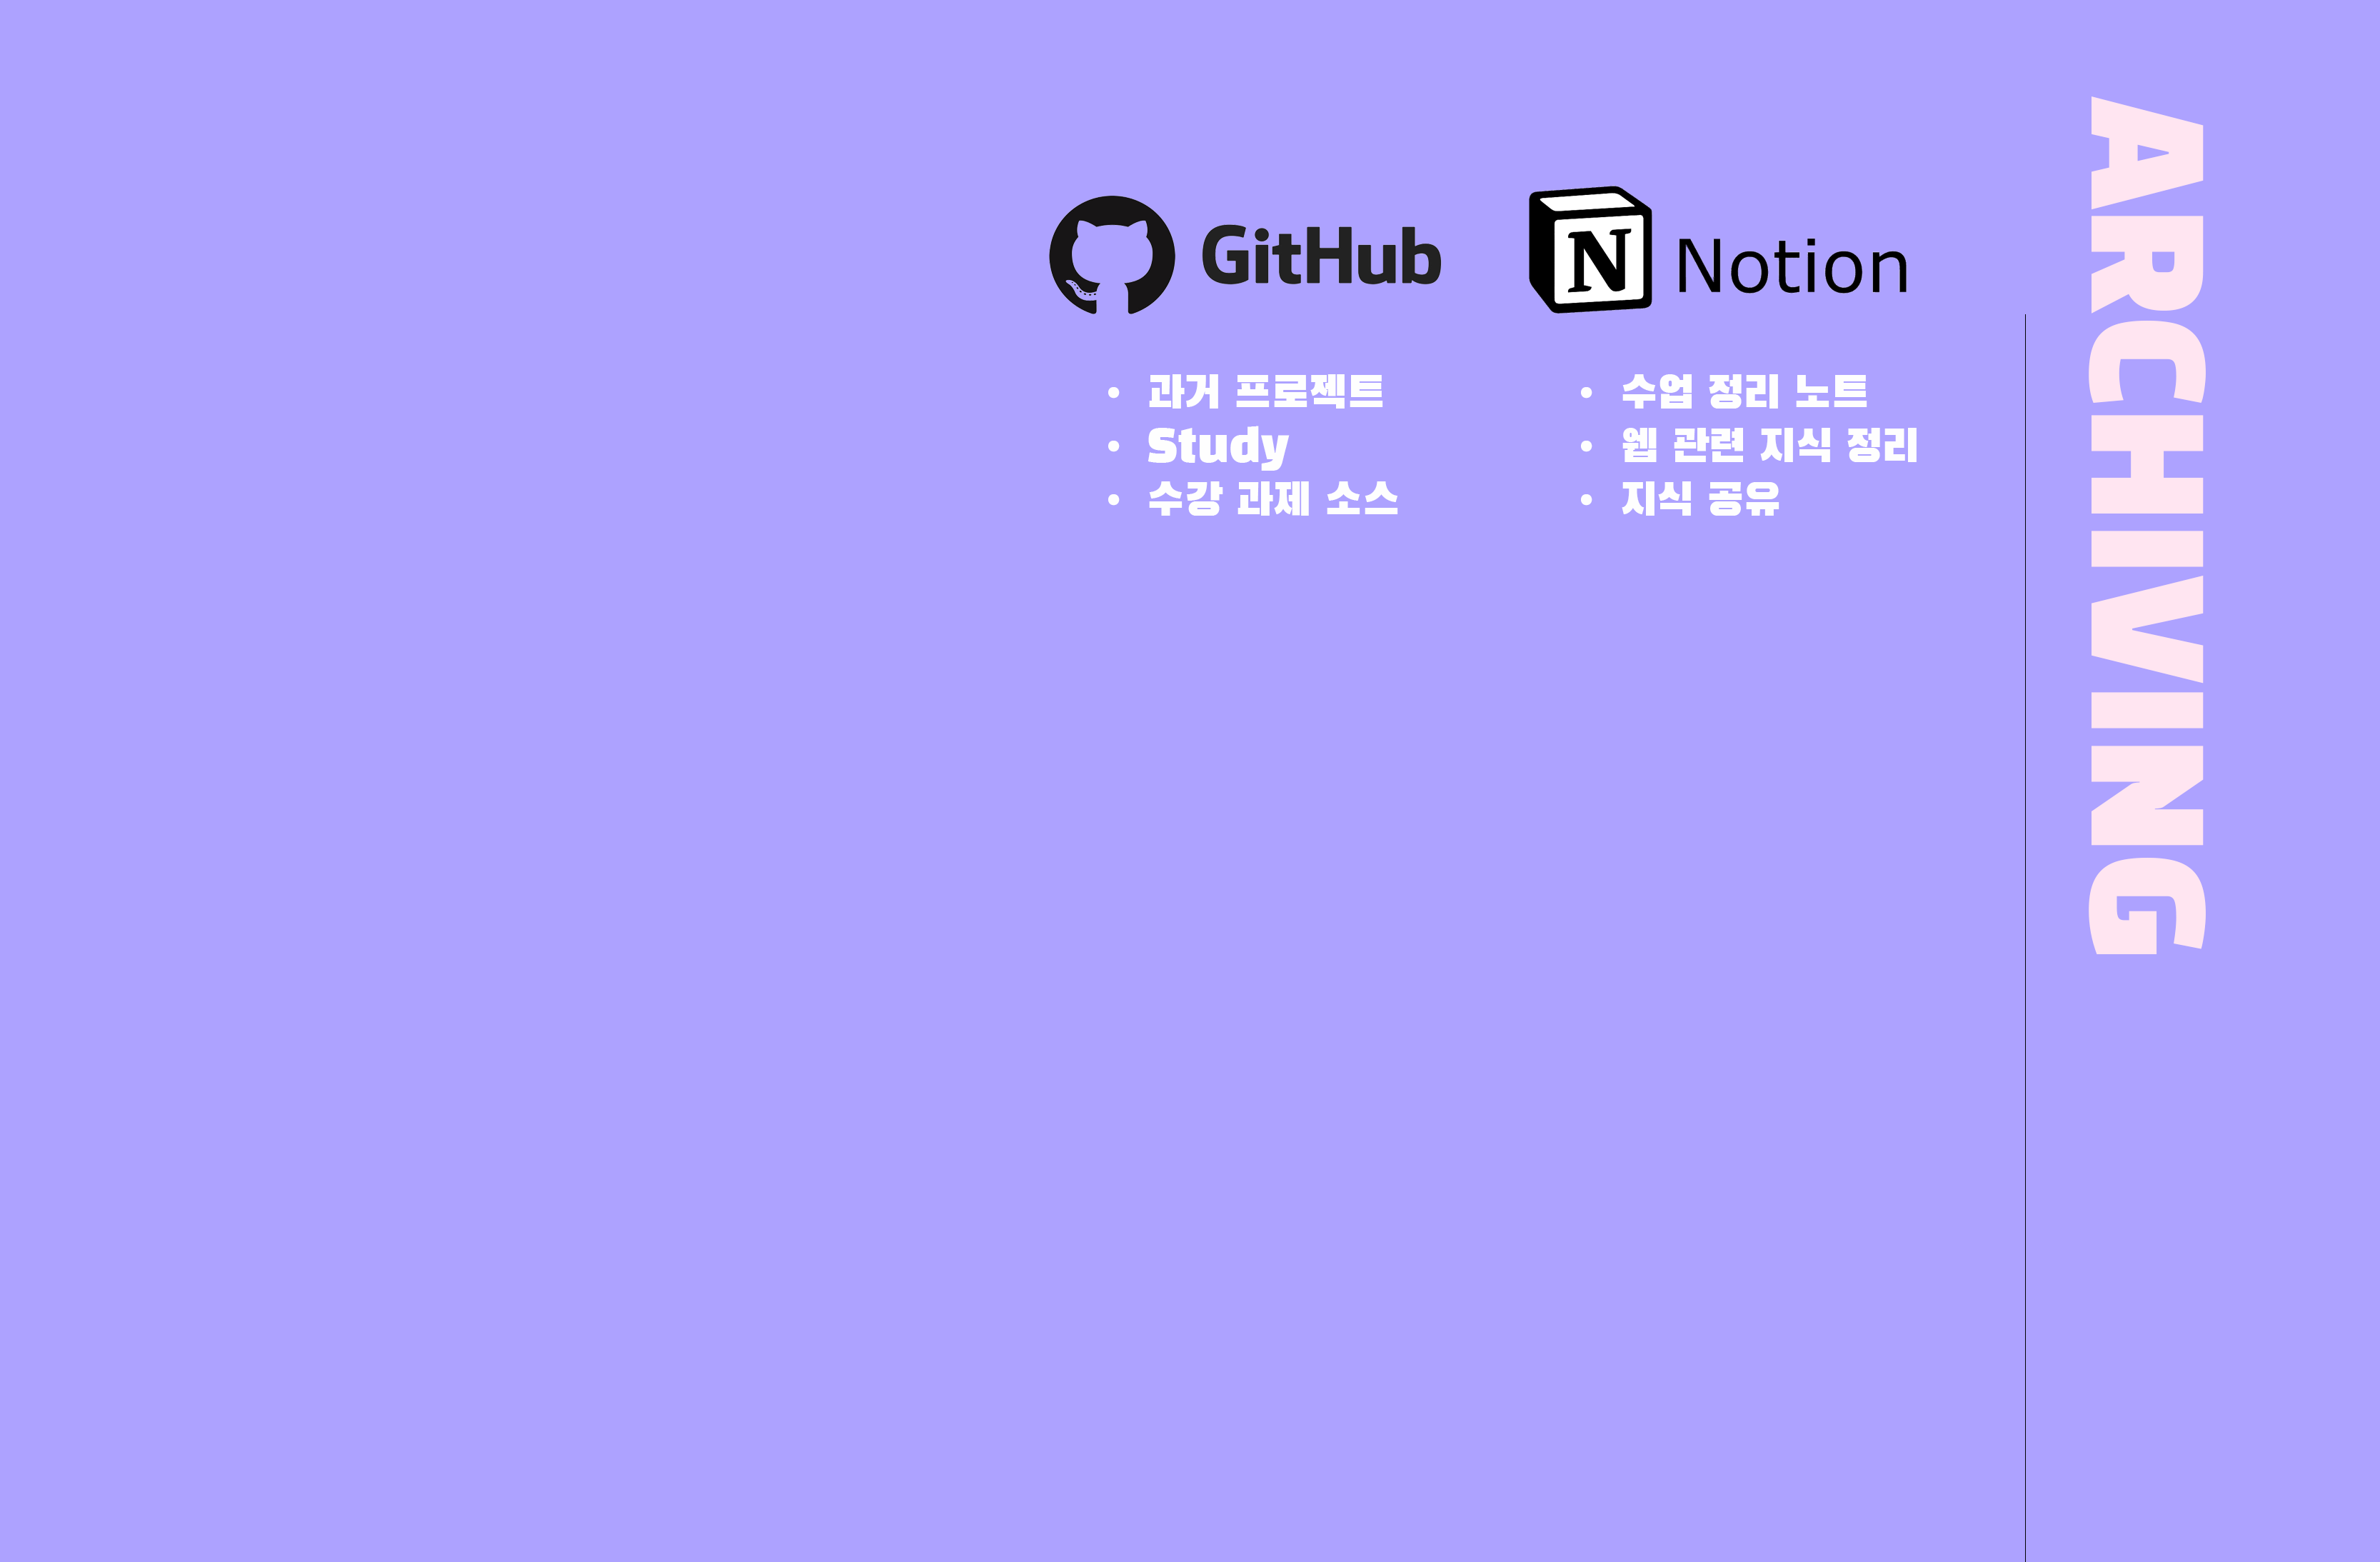 GitHub
• 과거 프로젝트
• Study
• 수강 과제 소스
N Notion
• 수업 정리 노트
• 웹 관련 지식 정리
• 지식 공유
ARCHIVING